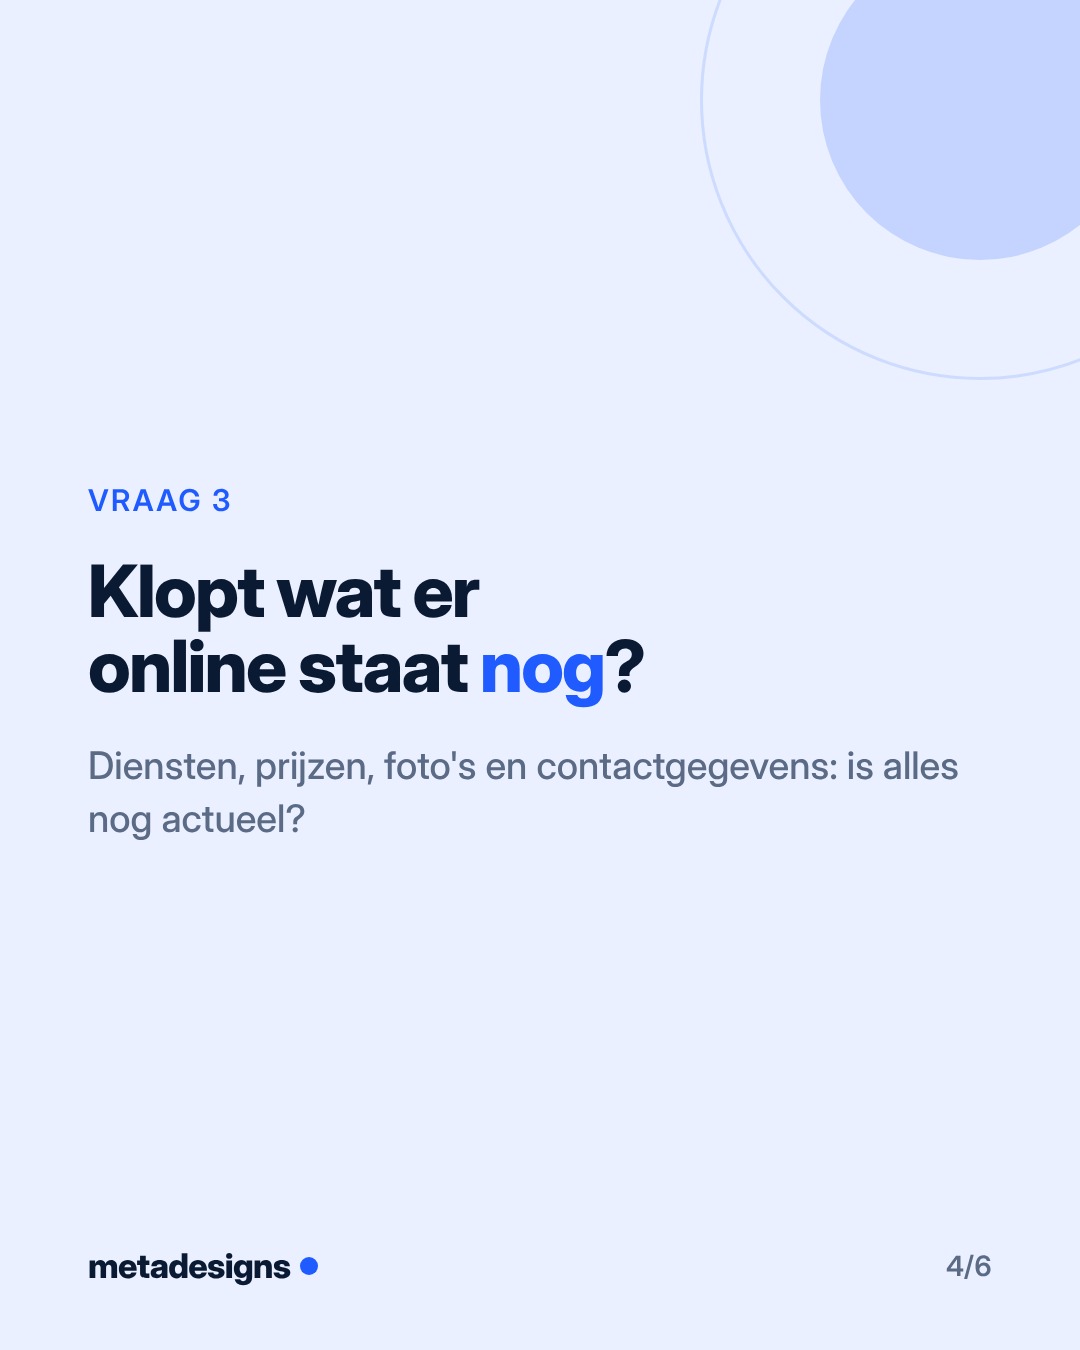 VRAAG 3
Klopt wat er
online staat nog?
Diensten, prijzen, foto's en contactgegevens: is alles
nog actueel?
metadesigns
4/6